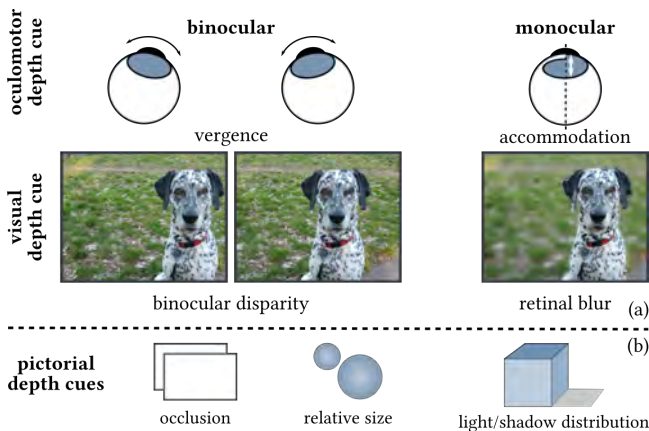 binocular
monocular
oculomotor
depth cue
vergence
accommodation
visual
depth cue
binocular disparity
retinal blur
(a)
(b)
pictorial
depth cues
occlusion
relative size
light/shadow distribution